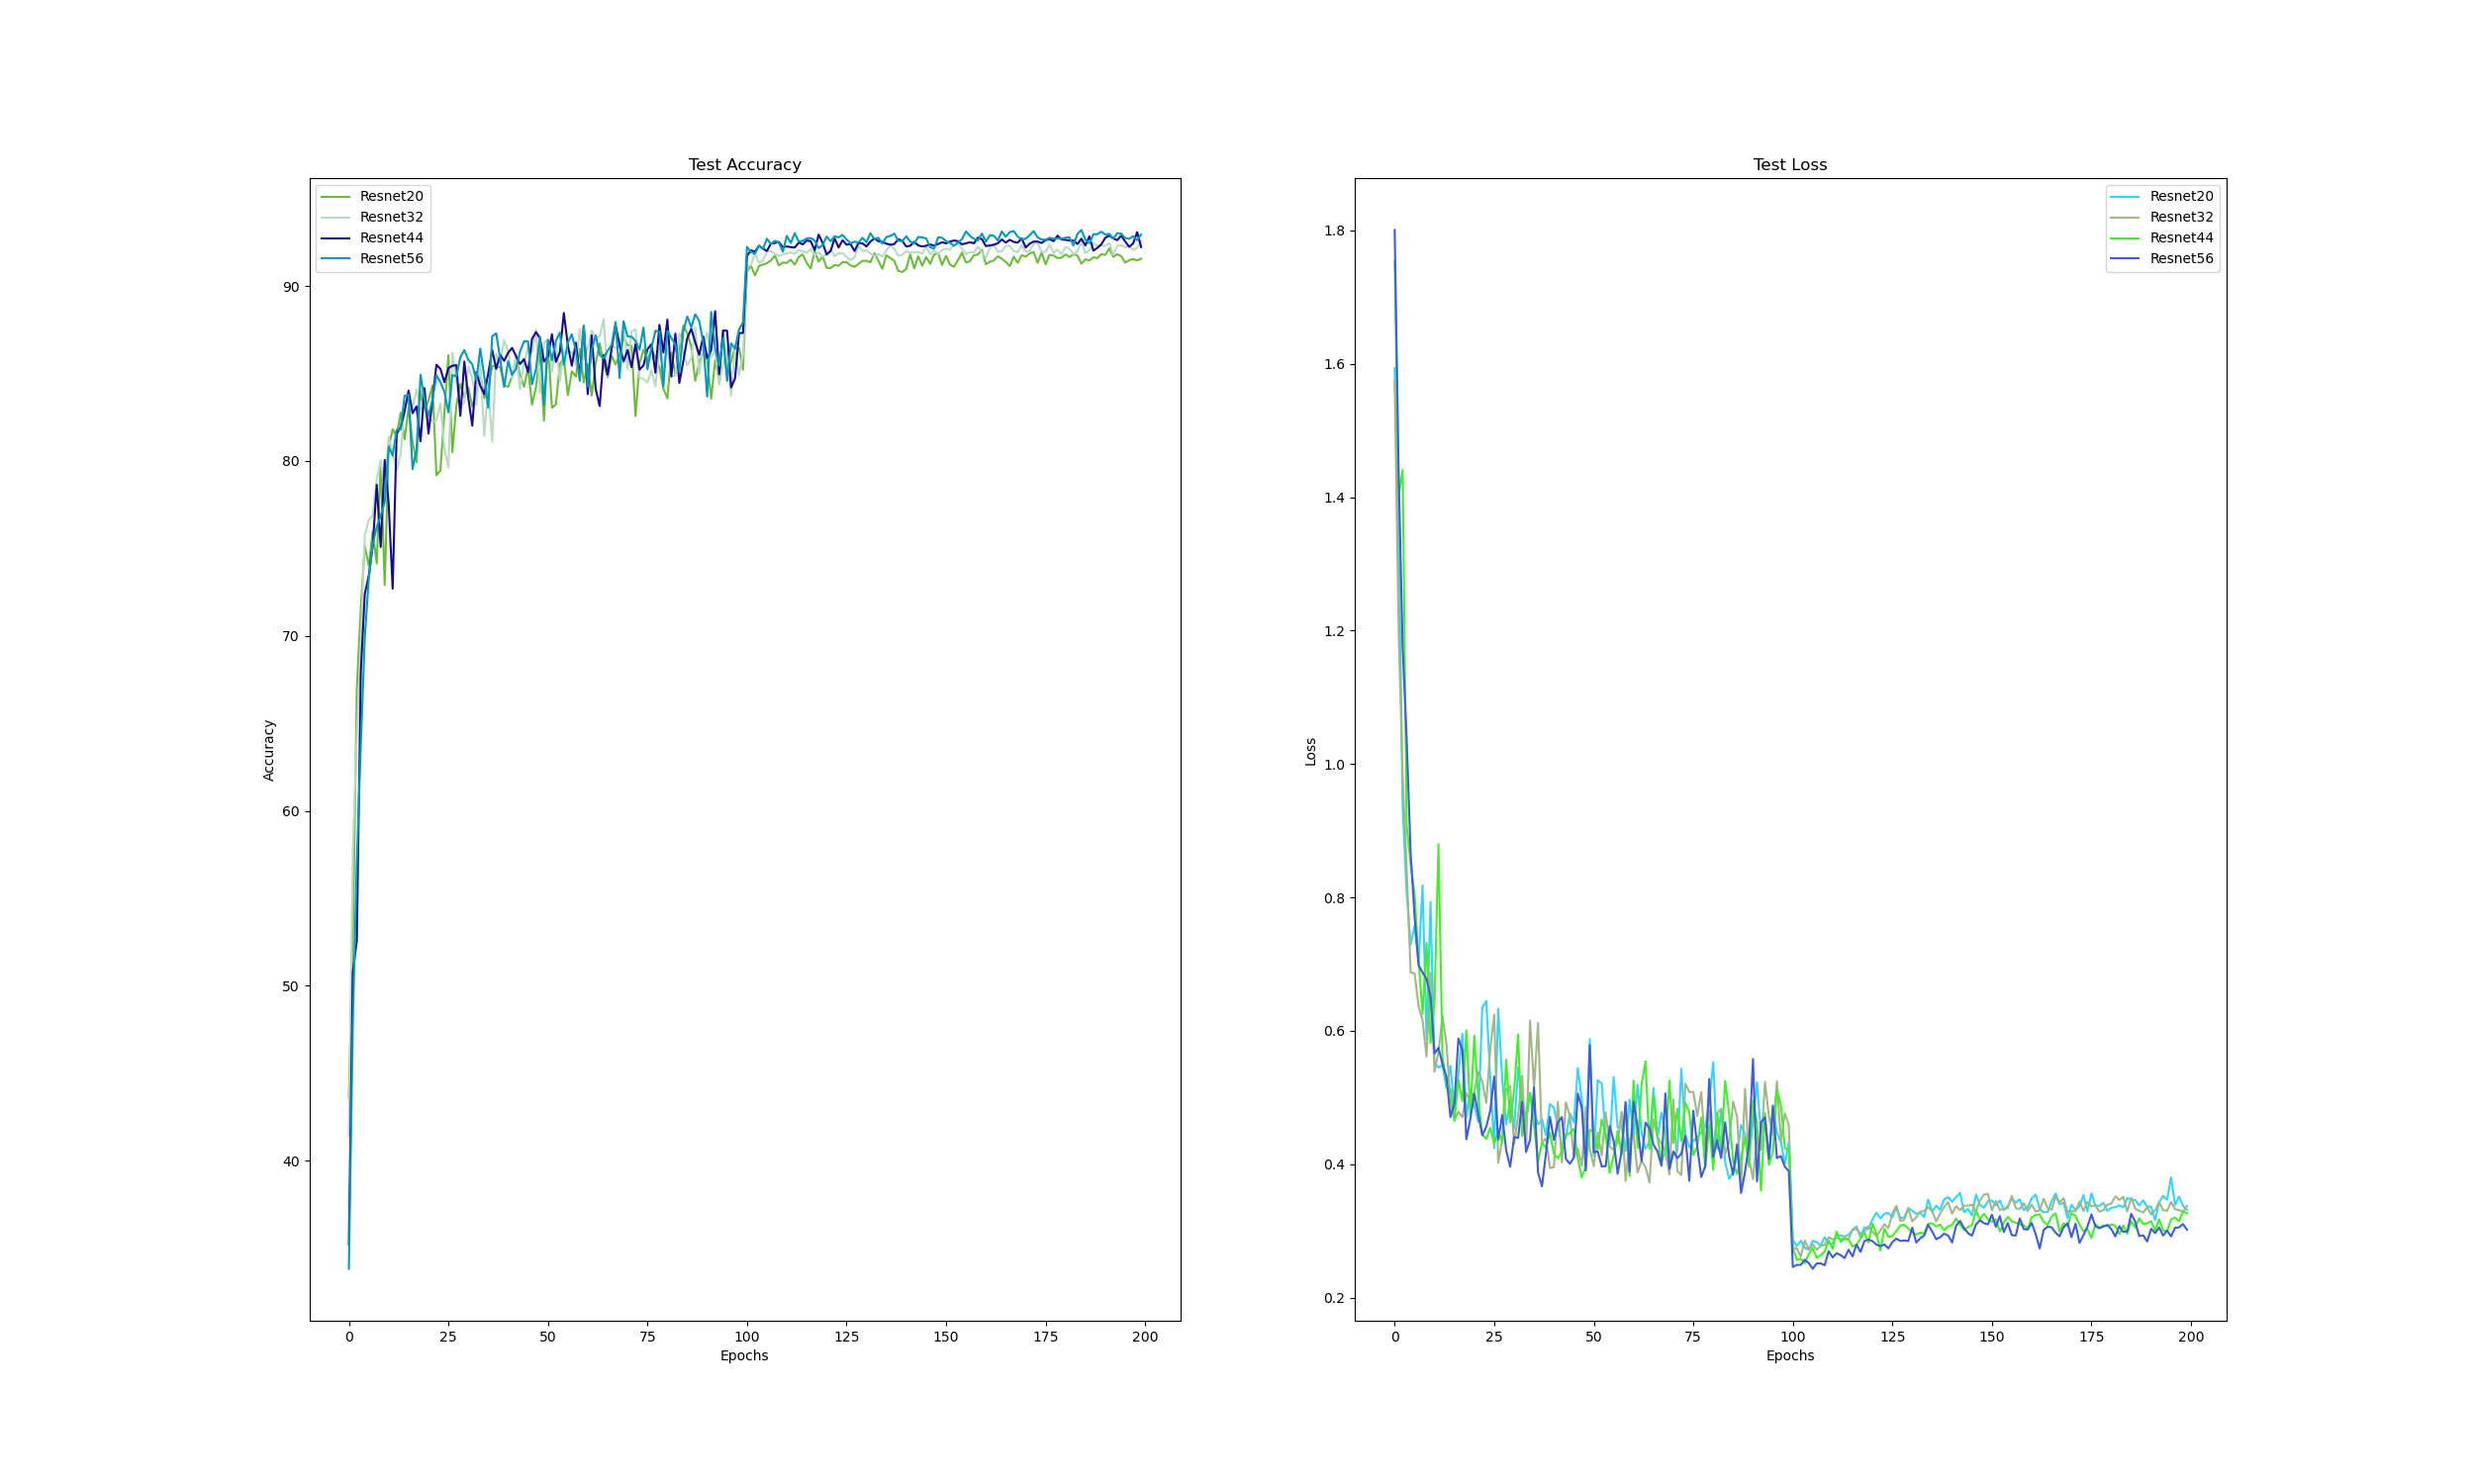 Test Accuracy
Resnet20
Resnet32
Resnet44
Resnet56
90
80
70
60
50
40
Accuracy
0 25 50 75 100 125 150 175 200
Epochs
Test Loss
Resnet20
Resnet32
Resnet44
Resnet56
1.8
1.6
1.4
1.2
1.0
0.8
0.6
0.4
0.2
Loss
0 25 50 75 100 125 150 175 200
Epochs